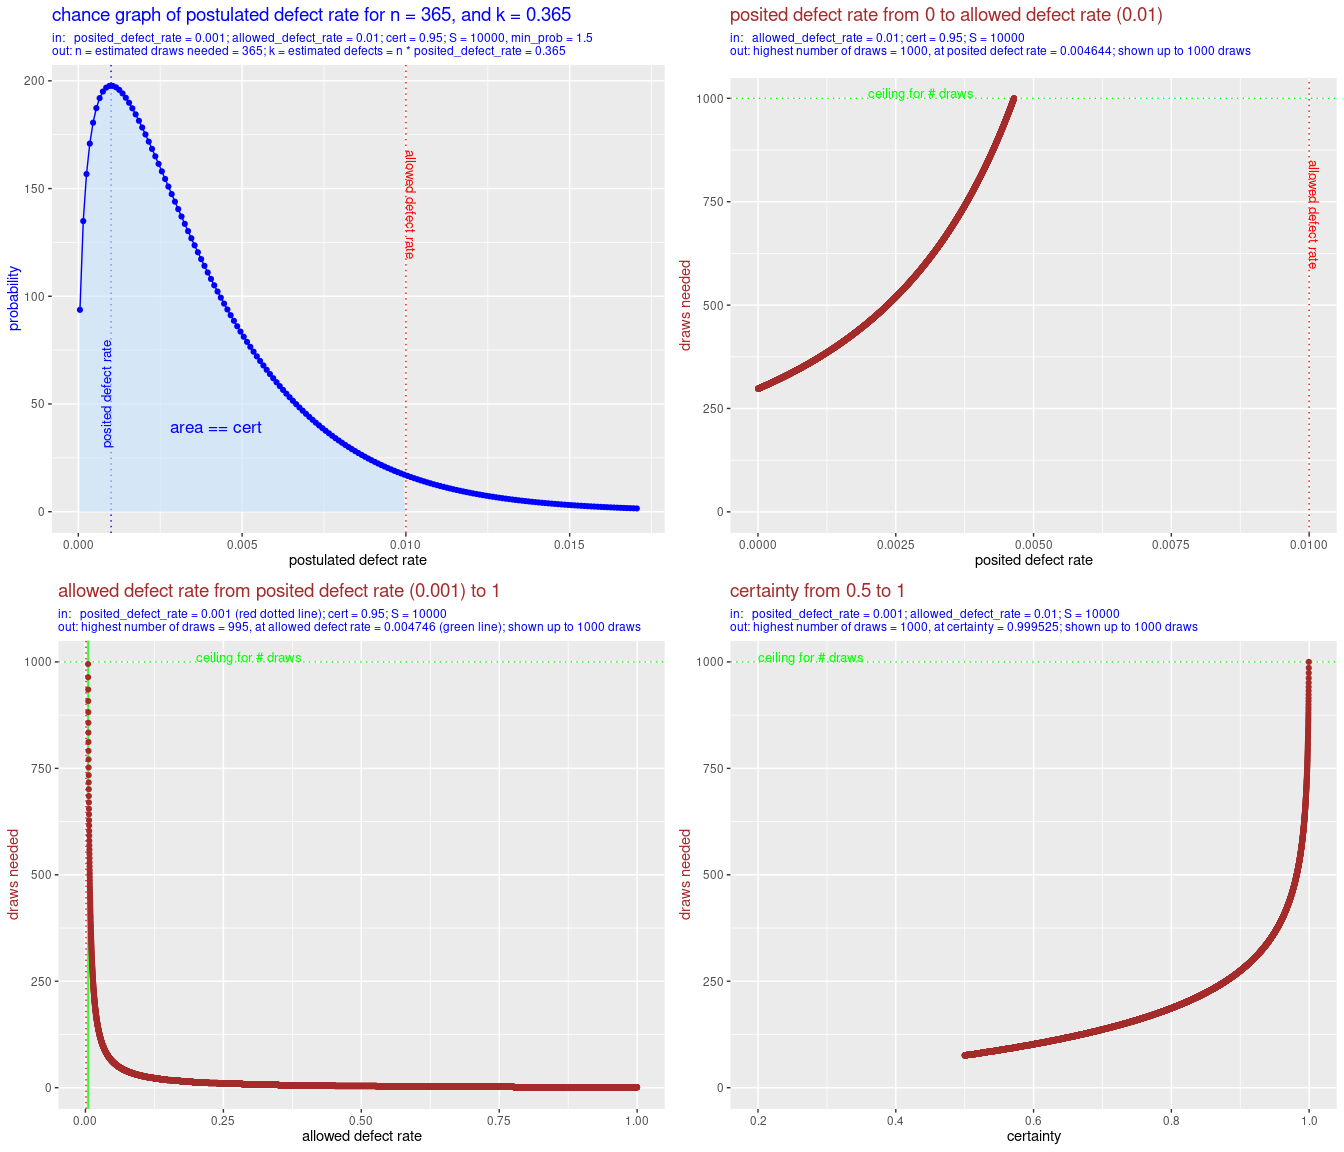 chance graph of postulated defect rate for n = 365, and k = 0.365
in:  posited_defect_rate = 0.001; allowed_defect_rate = 0.01; cert = 0.95; S = 10000, min_prob = 1.5
out: n = estimated draws needed = 365; k = estimated defects = n * posited_defect_rate = 0.365
200
150
100
50
0
probability
posited defect rate
allowed defect rate
area == cert
0.000
0.005
0.010
0.015
postulated defect rate
posited defect rate from 0 to allowed defect rate (0.01)
in:  allowed_defect_rate = 0.01; cert = 0.95; S = 10000
out: highest number of draws = 1000, at posited defect rate = 0.004644; shown up to 1000 draws
1000
750
500
250
0
draws needed
ceiling for # draws
allowed defect rate
0.0000
0.0025
0.0050
0.0075
0.0100
posited defect rate
allowed defect rate from posited defect rate (0.001) to 1
in:  posited_defect_rate = 0.001 (red dotted line); cert = 0.95; S = 10000
out: highest number of draws = 995, at allowed defect rate = 0.004746 (green line); shown up to 1000 draws
1000
750
500
250
0
draws needed
ceiling for # draws
0.00
0.25
0.50
0.75
1.00
allowed defect rate
certainty from 0.5 to 1
in:  posited_defect_rate = 0.001; allowed_defect_rate = 0.01; S = 10000
out: highest number of draws = 1000, at certainty = 0.999525; shown up to 1000 draws
1000
750
500
250
0
draws needed
ceiling for # draws
0.2
0.4
0.6
0.8
1.0
certainty